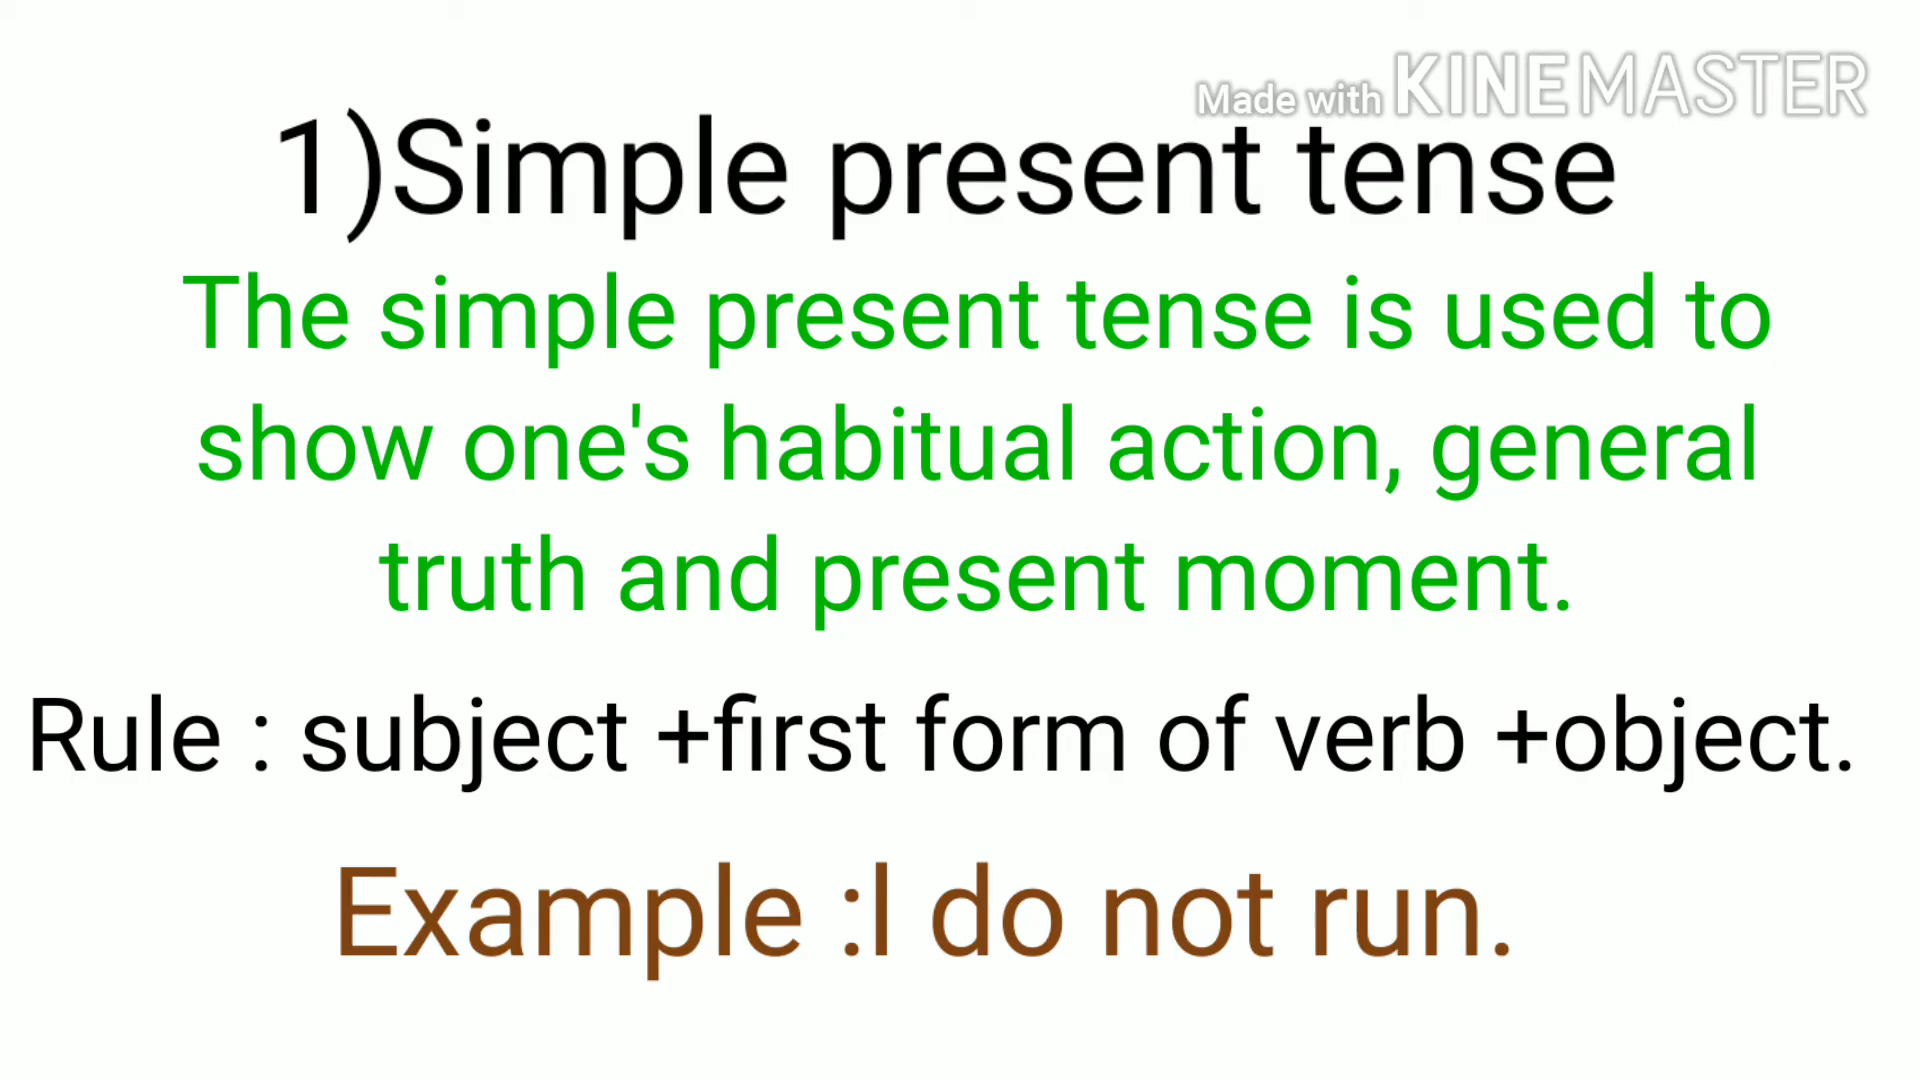 Made with KINEMASTER
1)Simple present tense
The simple present tense is used to
show one's habitual action, general
truth and present moment.
Rule : subject +first form of verb +object.
Example :I do not run.